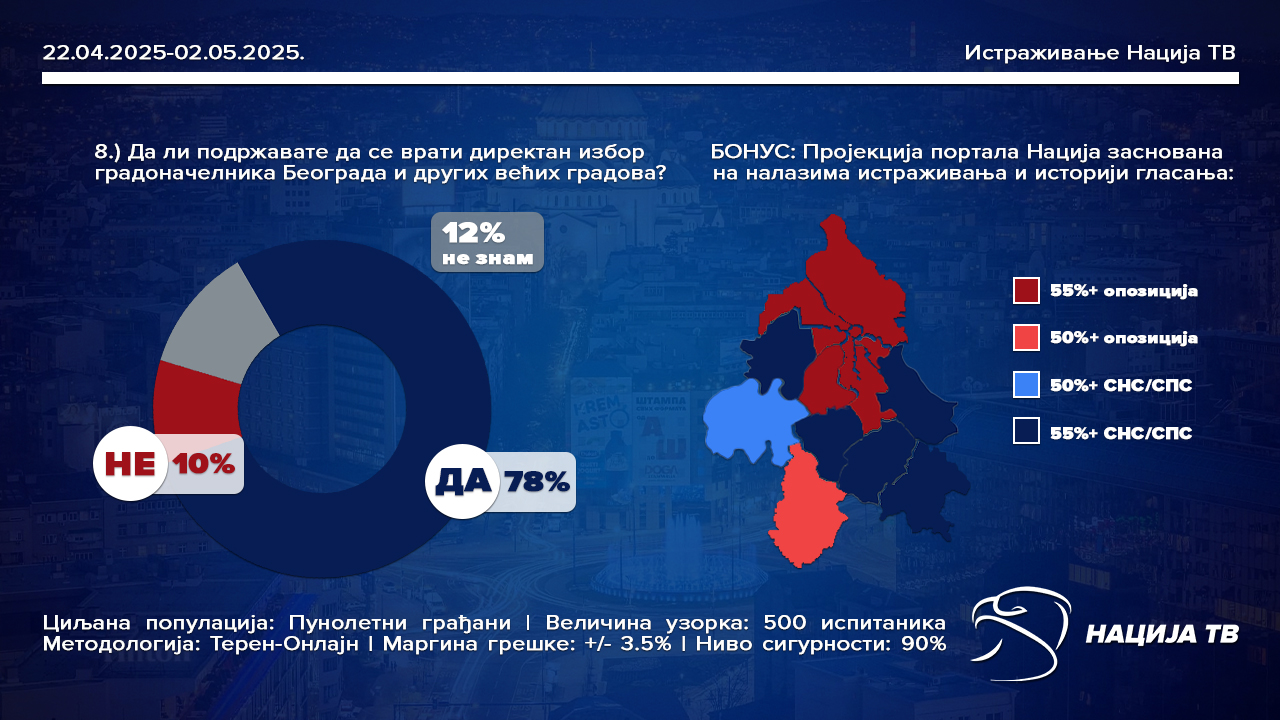 22.04.2025-02.05.2025.
Истраживање Нација ТВ
8.) Да ли подржавате да се врати директан избор
градоначелника Београда и других већих градова?
12%
не знам
НЕ 10%
ДА 78%
БОНУС: Пројекција портала Нација заснована
на налазима истраживања и историји гласања:
55%+ опозиција
50%+ опозиција
50%+ СНС/СПС
55%+ СНС/СПС
ШТАМПА
Циљана популација: Пунолетни грађани | Величина узорка: 500 испитаника
Методологија: Терен-Онлајн | Маргина грешке: +/- 3.5% | Ниво сигурности: 90%
НАЦИЈА ТВ